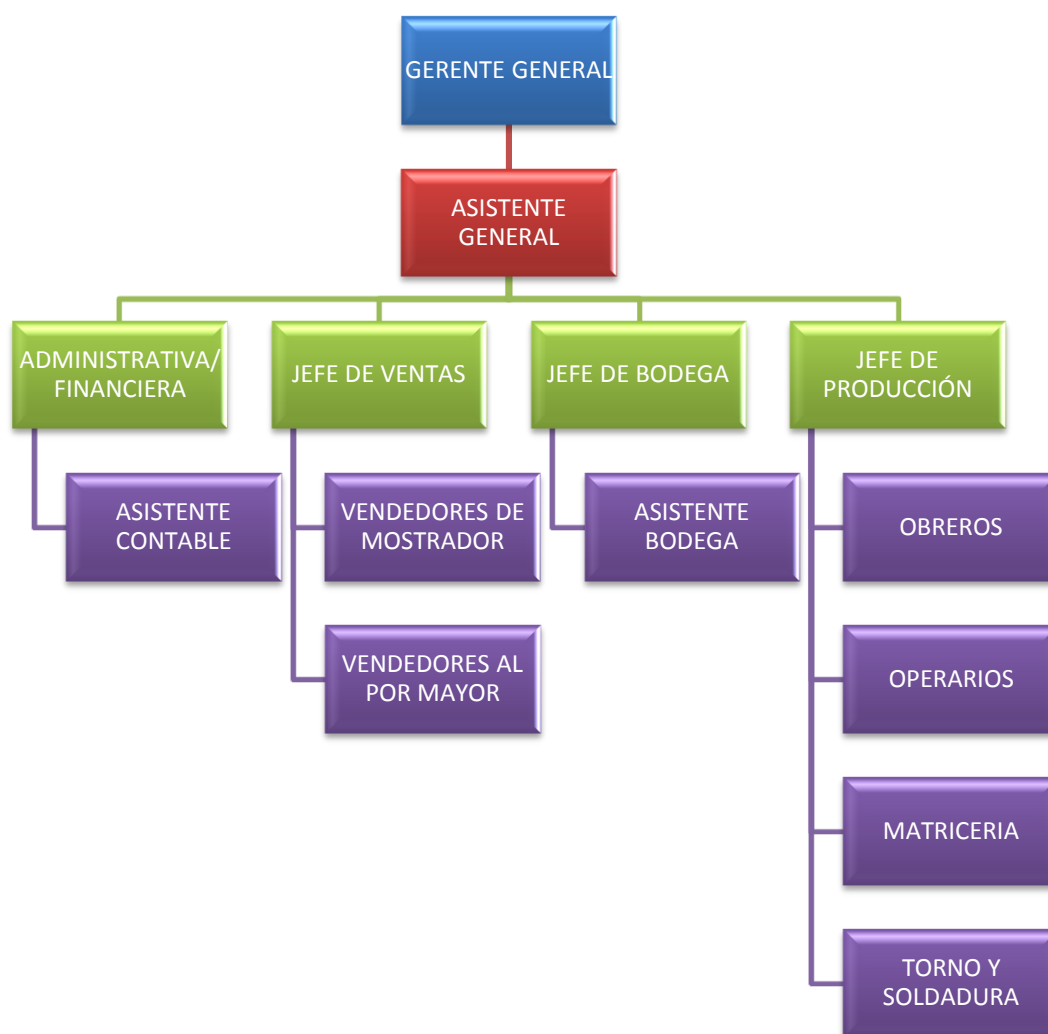 GERENTE GENERAL
ASISTENTE
GENERAL
ADMINISTRATIVA/
FINANCIERA
JEFE DE VENTAS
JEFE DE BODEGA
JEFE DE
PRODUCCIÓN
ASISTENTE
CONTABLE
VENDEDORES DE
MOSTRADOR
VENDEDORES AL
POR MAYOR
ASISTENTE
BODEGA
OBREROS
OPERARIOS
MATRICERIA
TORNO Y
SOLDADURA